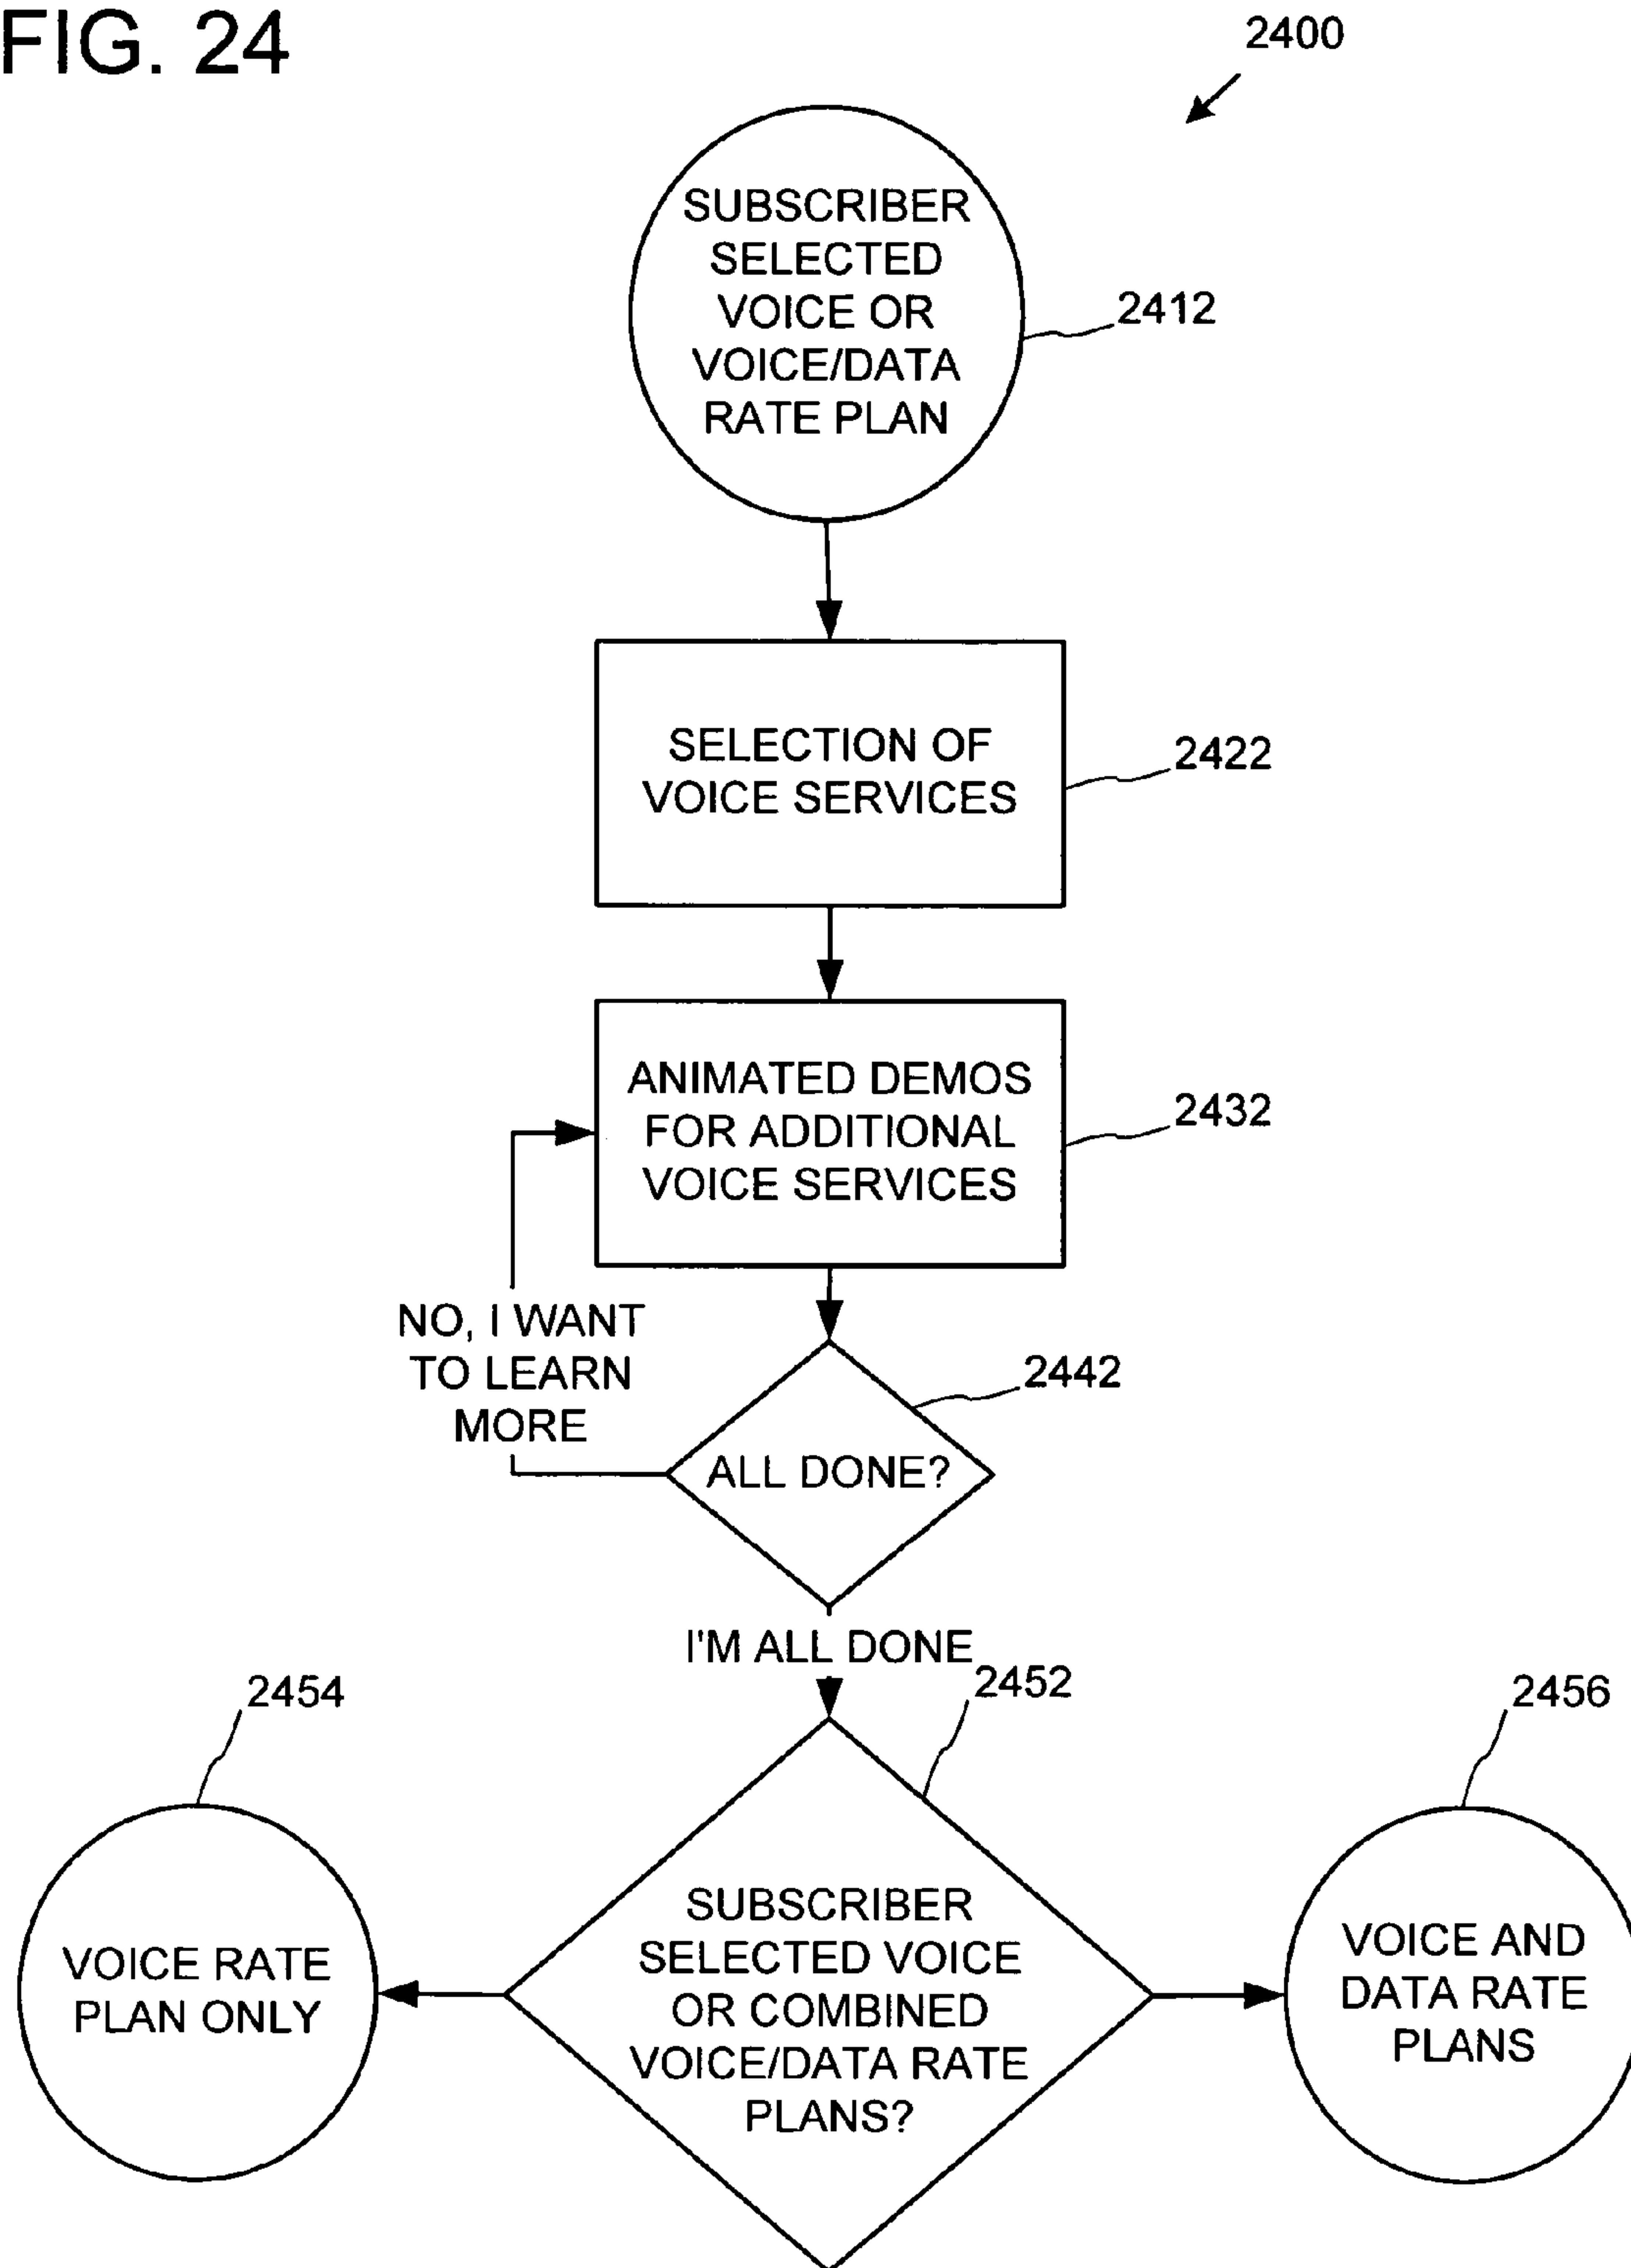 FIG. 24
2400
SUBSCRIBER
SELECTED
VOICE OR
VOICE/DATA
RATE PLAN
2412
SELECTION OF
VOICE SERVICES
2422
ANIMATED DEMOS
FOR ADDITIONAL
VOICE SERVICES
2432
NO, I WANT
TO LEARN
MORE
2442
ALL DONE?
I'M ALL DONE
2452
2454
2456
VOICE RATE
PLAN ONLY
SUBSCRIBER
SELECTED VOICE
OR COMBINED
VOICE/DATA RATE
PLANS?
VOICE AND
DATA RATE
PLANS